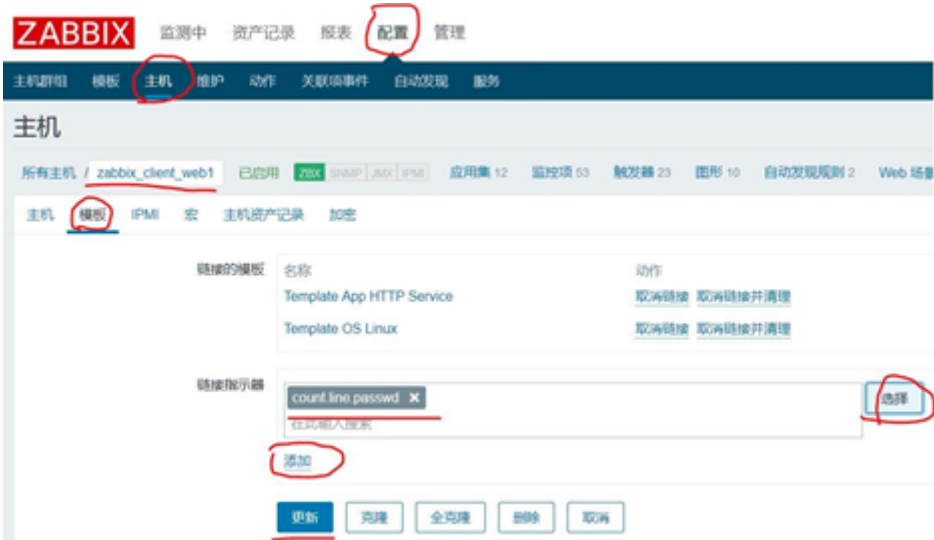 ZABBIX 监测中 资产记录 报表 配置 管理
主机群组 模板 主机 维护 动作 关联项事件 自动发现 服务
主机
所有主机 / zabbix_client_web1 已启用 ZBX SNMP JMX IPMI 应用集 12 监控项 53 触发器 23 图形 10 自动发现规则 2 Web 场景
主机 模板 IPMI 宏 主机资产记录 加密
链接的模板 名称 动作
Template App HTTP Service 取消链接 取消链接并清理
Template OS Linux 取消链接 取消链接并清理
链接指示器 count.line.passwd × 选择
在此输入搜索
添加
更新 克隆 全克隆 删除 取消